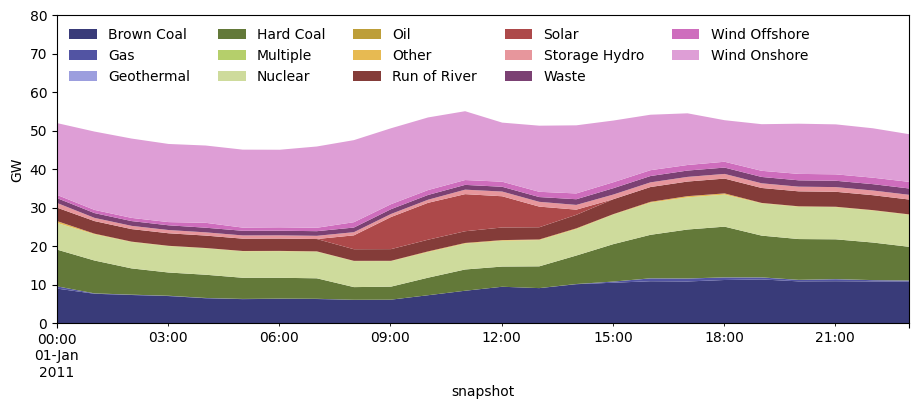 80
70
60
50
40
30
20
10
0
GW
Brown Coal
Gas
Geothermal
Hard Coal
Multiple
Nuclear
Oil
Other
Run of River
Solar
Storage Hydro
Waste
Wind Offshore
Wind Onshore
00:00
01-Jan
2011
03:00
06:00
09:00
12:00
15:00
18:00
21:00
snapshot